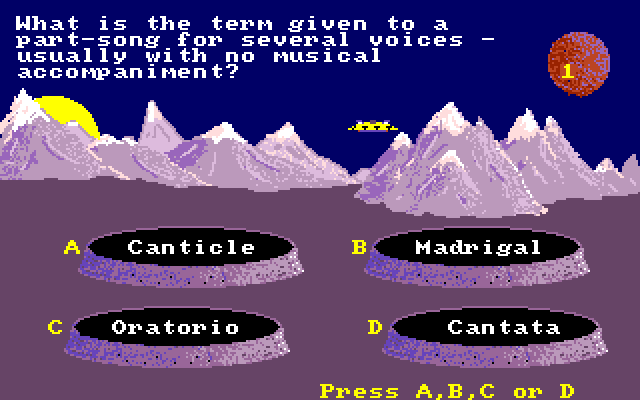 What is the term given to a
part-song for several voices -
usually with no musical
accompaniment?
1
A Canticle
B Madrigal
C Oratorio
D Cantata
Press A,B,C or D